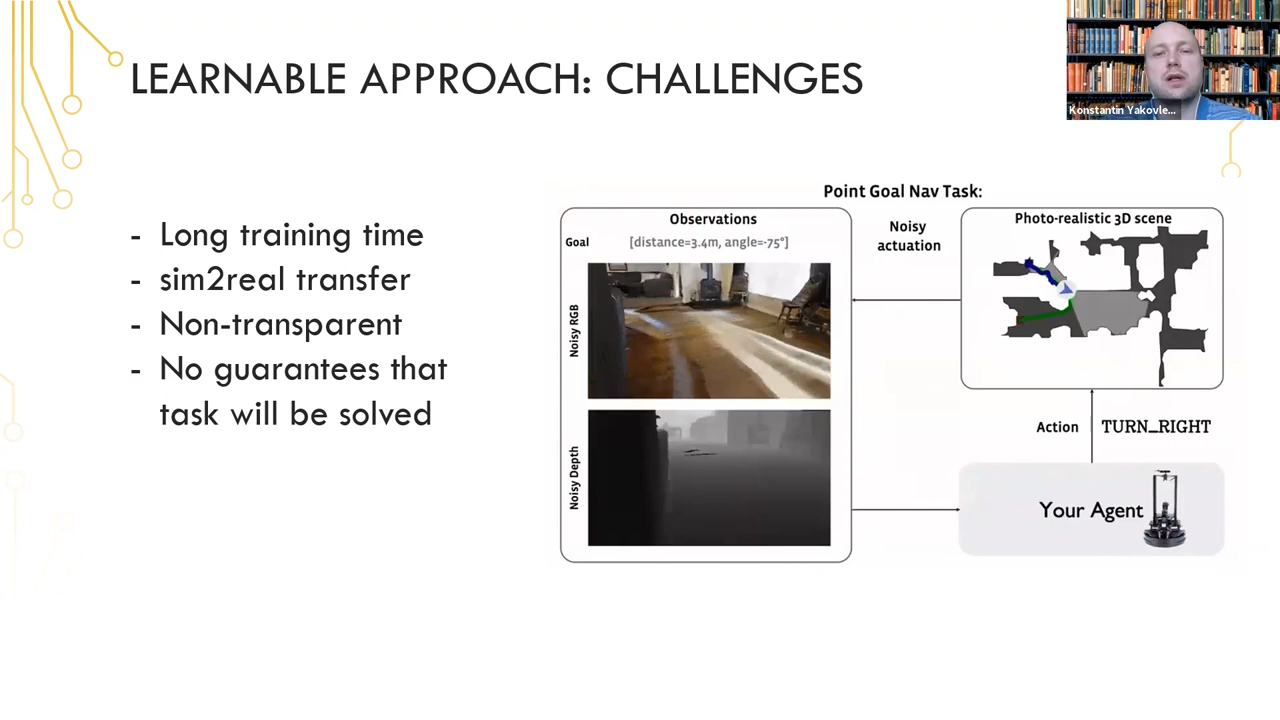 LEARNABLE APPROACH: CHALLENGES
Konstantin Yakovle...
- Long training time
- sim2real transfer
- Non-transparent
- No guarantees that
task will be solved
Point Goal Nav Task:
Observations
Goal
[distance=3.4m, angle=-75°]
Noisy RGB
Noisy Depth
Noisy
actuation
Photo-realistic 3D scene
Action
TURN_RIGHT
Your Agent